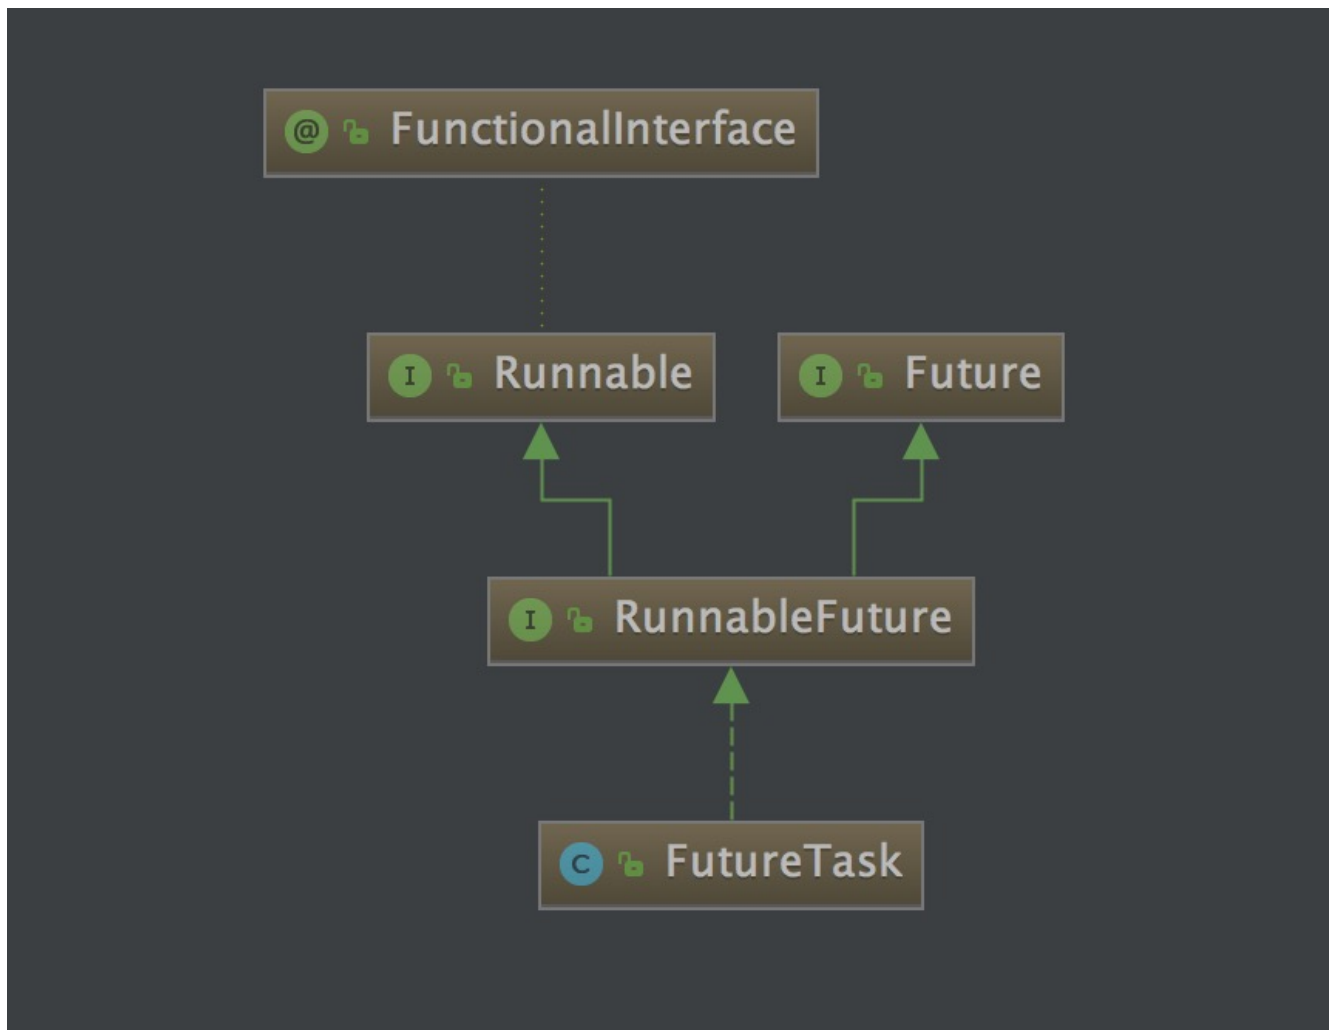 @ FunctionalInterface
I Runnable
I Future
I RunnableFuture
C FutureTask